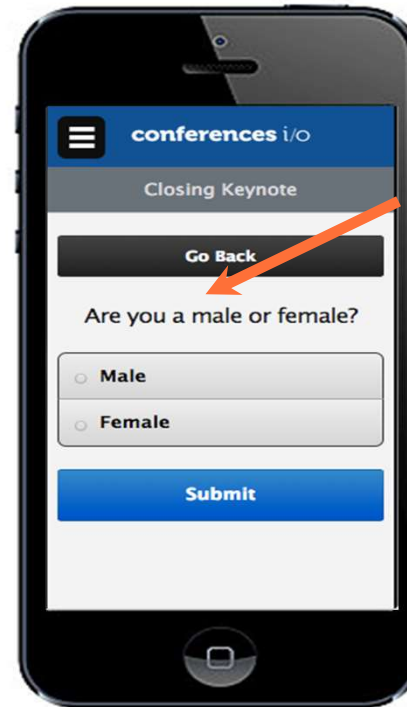 conferences i/o
Closing Keynote
Go Back
Are you a male or female?
Male
Female
Submit